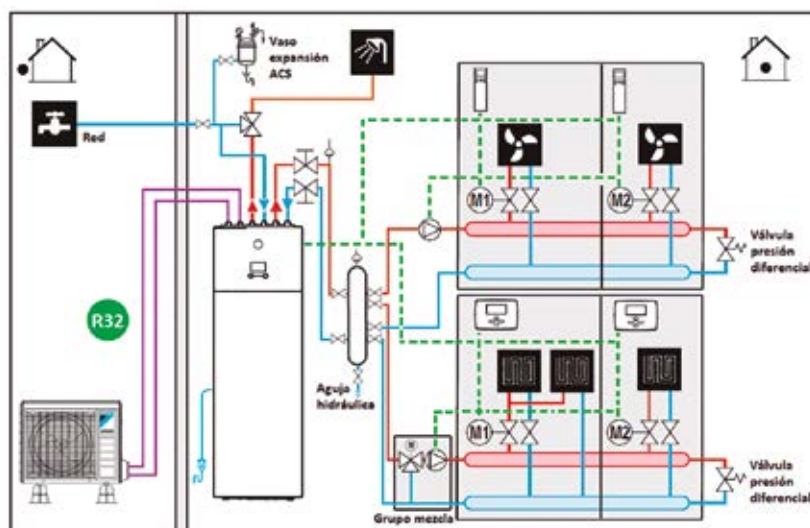 Vaso
expansión
ACS
Red
M1
M2
Válvula
presión
diferencial
R32
Aguja
hidráulica
M1
M2
Válvula
presión
diferencial
M
Grupo mezcla